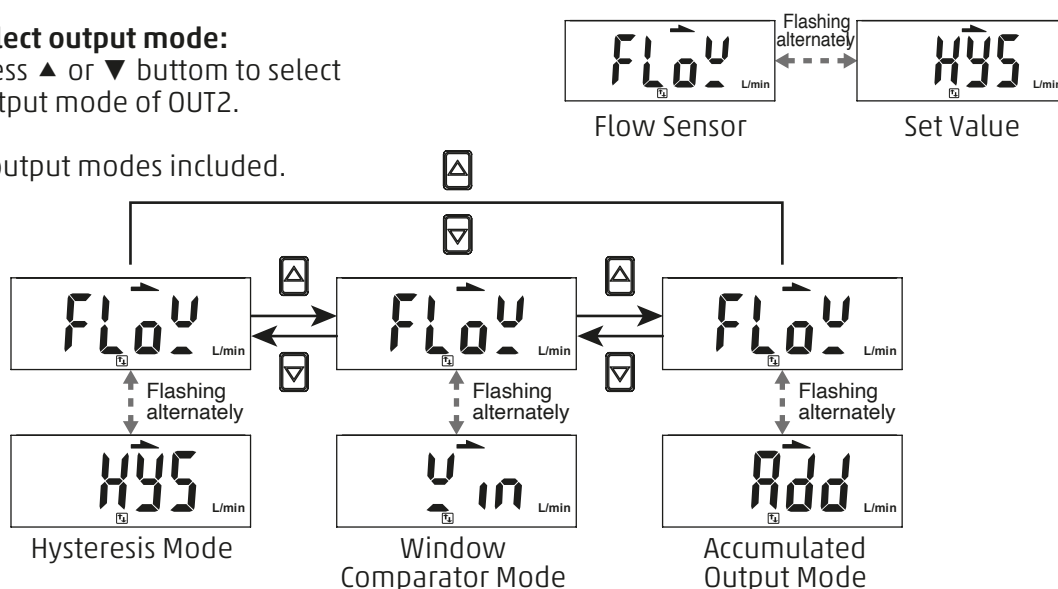 lect output mode:
ess ▲ or ▼ buttom to select
tput mode of OUT2.
output modes included.
Flashing
alternately
FLoW L/min
HYS L/min
Flow Sensor
Set Value
FLoW L/min
FLoW L/min
FLoW L/min
Flashing
alternately
Flashing
alternately
Flashing
alternately
HYS L/min
W in L/min
Add L/min
Hysteresis Mode
Window
Comparator Mode
Accumulated
Output Mode